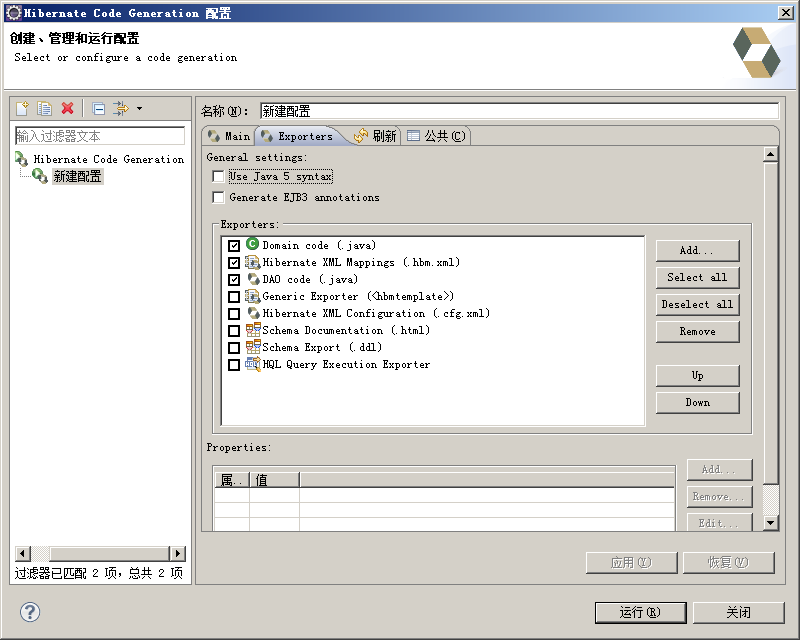 Hibernate Code Generation 配置
创建、管理和运行配置
Select or configure a code generation
输入过滤器文本
Hibernate Code Generation
新建配置
过滤器已匹配 2 项，总共 2 项
名称(N)： 新建配置
Main Exporters 刷新 公共(C)
General settings:
Use Java 5 syntax
Generate EJB3 annotations
Exporters:
Domain code (.java)
Hibernate XML Mappings (.hbm.xml)
DAO code (.java)
Generic Exporter (<hbmtemplate>)
Hibernate XML Configuration (.cfg.xml)
Schema Documentation (.html)
Schema Export (.ddl)
HQL Query Execution Exporter
Add...
Select all
Deselect all
Remove
Up
Down
Properties:
属.. 值
Add...
Remove...
Edit...
应用(Y) 恢复(V)
运行(R) 关闭